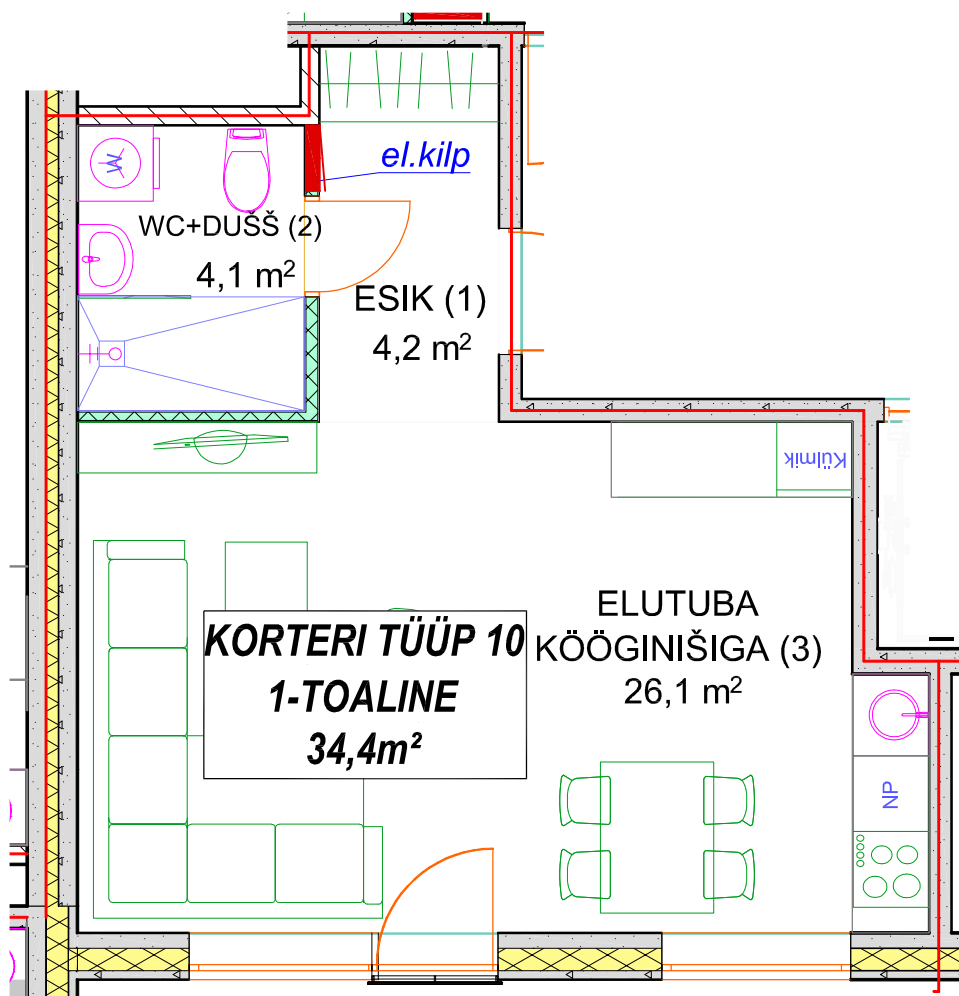 el.kilp
W
WC+DUŠŠ (2)
4,1 m²
ESIK (1)
4,2 m²
Külmik
ELUTUBA
KÖÖGINIŠIGA (3)
26,1 m²
KORTERI TÜÜP 10
1-TOALINE
34,4m²
NP